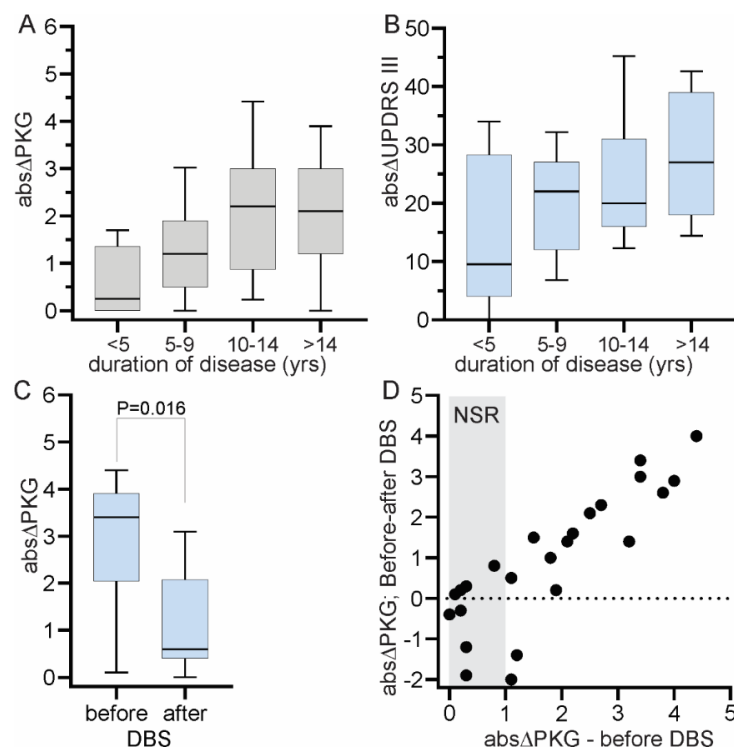 A
absΔPKG
6
5
4
3
2
1
0
<5 5-9 10-14 >14
duration of disease (yrs)
B
absΔUPDRS III
50
40
30
20
10
0
<5 5-9 10-14 >14
duration of disease (yrs)
C
P=0.016
absΔPKG
6
5
4
3
2
1
0
before after
DBS
D
NSR
absΔPKG; Before-after DBS
5
4
3
2
1
0
-1
-2
0 1 2 3 4 5
absΔPKG - before DBS